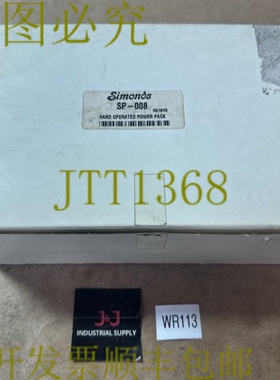 图必究
Simonds
SP-008
HAND OPERATED POWER PACK
JTT1368
J&J
INDUSTRIAL SUPPLY
WR113
开发票顺丰包邮